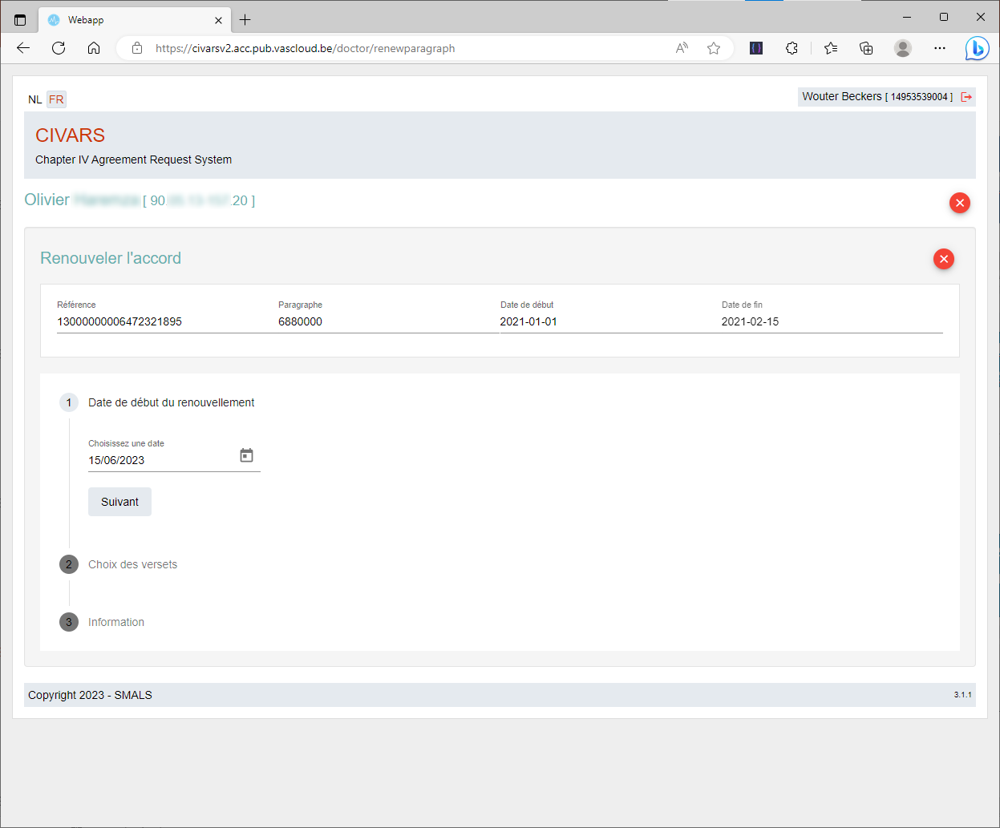 Webapp
https://civarsv2.acc.pub.vascloud.be/doctor/renewparagraph
NL FR
Wouter Beckers [ 14953539004 ]
CIVARS
Chapter IV Agreement Request System
Olivier [ 90. .20 ]
Renouveler l'accord
Référence Paragraphe Date de début Date de fin
13000000006472321895 6880000 2021-01-01 2021-02-15
1 Date de début du renouvellement
Choisissez une date
15/06/2023
Suivant
2 Choix des versets
3 Information
Copyright 2023 - SMALS 3.1.1